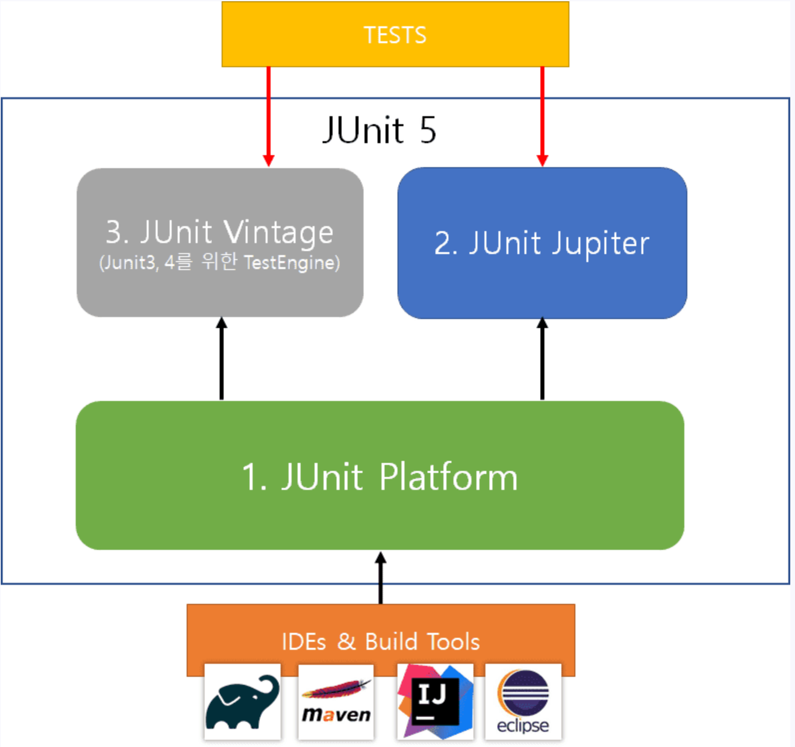 TESTS
JUnit 5
3. JUnit Vintage
(Junit3, 4를 위한 TestEngine)
2. JUnit Jupiter
1. JUnit Platform
IDEs & Build Tools
maven
IJ
eclipse